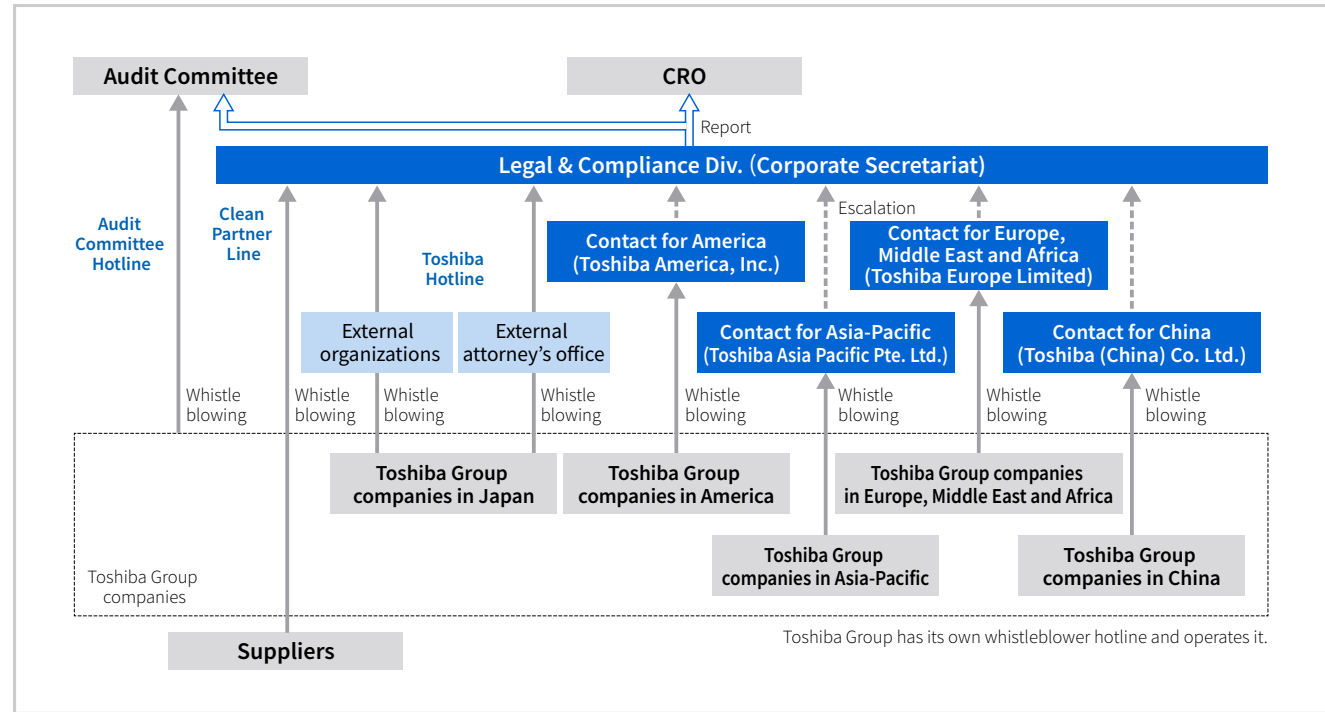 Audit Committee
CRO
Report
Legal & Compliance Div. (Corporate Secretariat)
Audit
Committee
Hotline
Clean
Partner
Line
Toshiba
Hotline
Escalation
Contact for America
(Toshiba America, Inc.)
Contact for Europe,
Middle East and Africa
(Toshiba Europe Limited)
External
organizations
External
attorney’s office
Contact for Asia-Pacific
(Toshiba Asia Pacific Pte. Ltd.)
Contact for China
(Toshiba (China) Co. Ltd.)
Whistle
blowing
Whistle
blowing
Whistle
blowing
Whistle
blowing
Whistle
blowing
Whistle
blowing
Whistle
blowing
Whistle
blowing
Toshiba Group
companies in Japan
Toshiba Group
companies in America
Toshiba Group companies
in Europe, Middle East and Africa
Toshiba Group
companies in Asia-Pacific
Toshiba Group
companies in China
Toshiba Group
companies
Suppliers
Toshiba Group has its own whistleblower hotline and operates it.